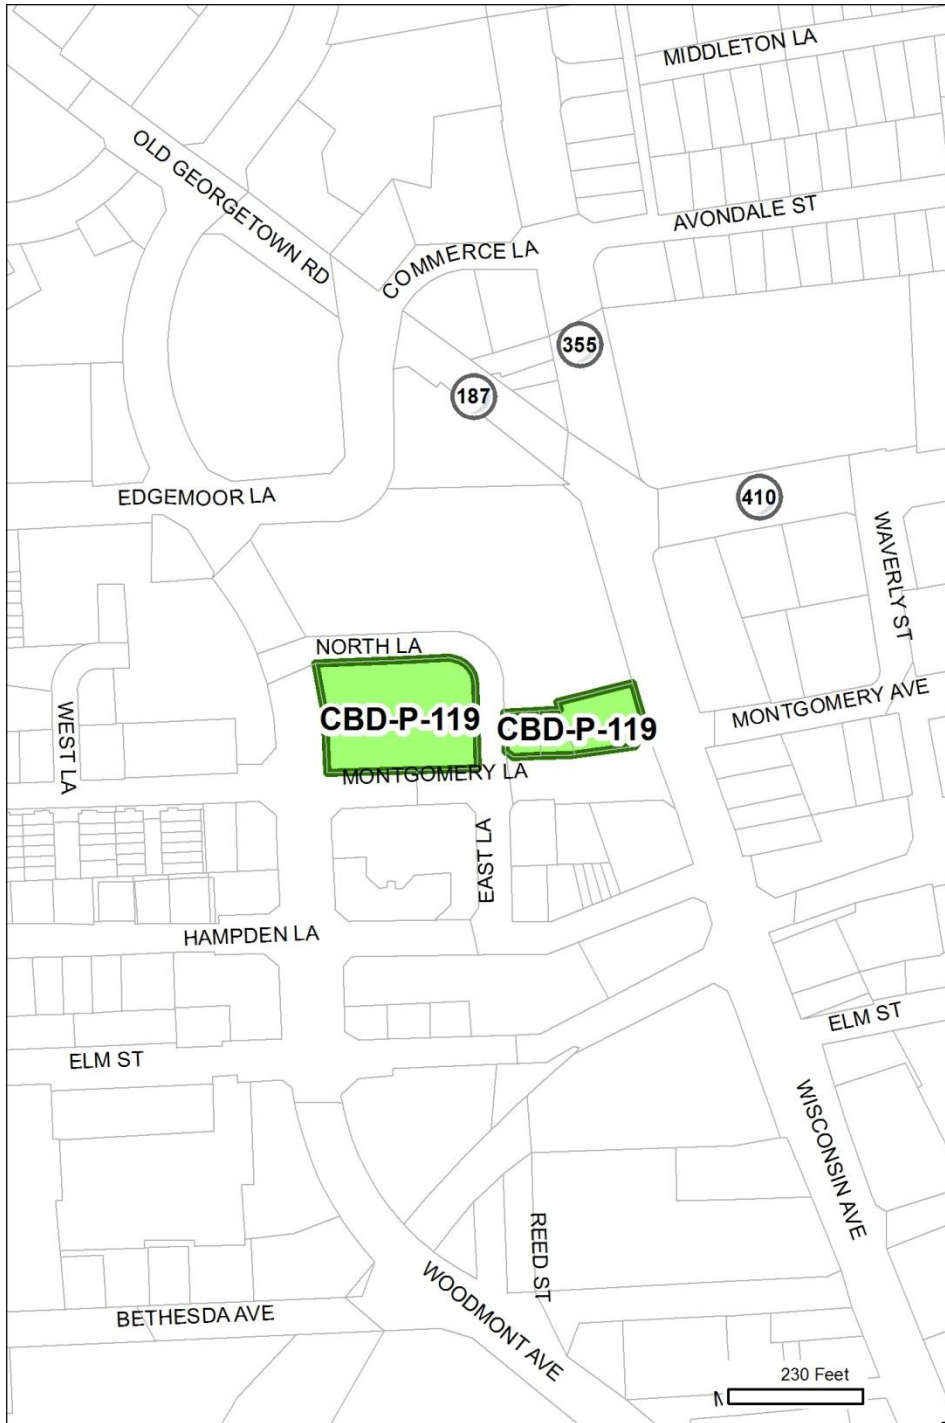 MIDDLETON LA
OLD GEORGETOWN RD
AVONDALE ST
COMMERCE LA
355
187
EDGEMOOR LA
410
WAVERLY ST
NORTH LA
WEST LA
CBD-P-119
CBD-P-119
MONTGOMERY AVE
MONTGOMERY LA
EAST LA
HAMPDEN LA
ELM ST
ELM ST
WISCONSIN AVE
REED ST
WOODMONT AVE
BETHESDA AVE
230 Feet